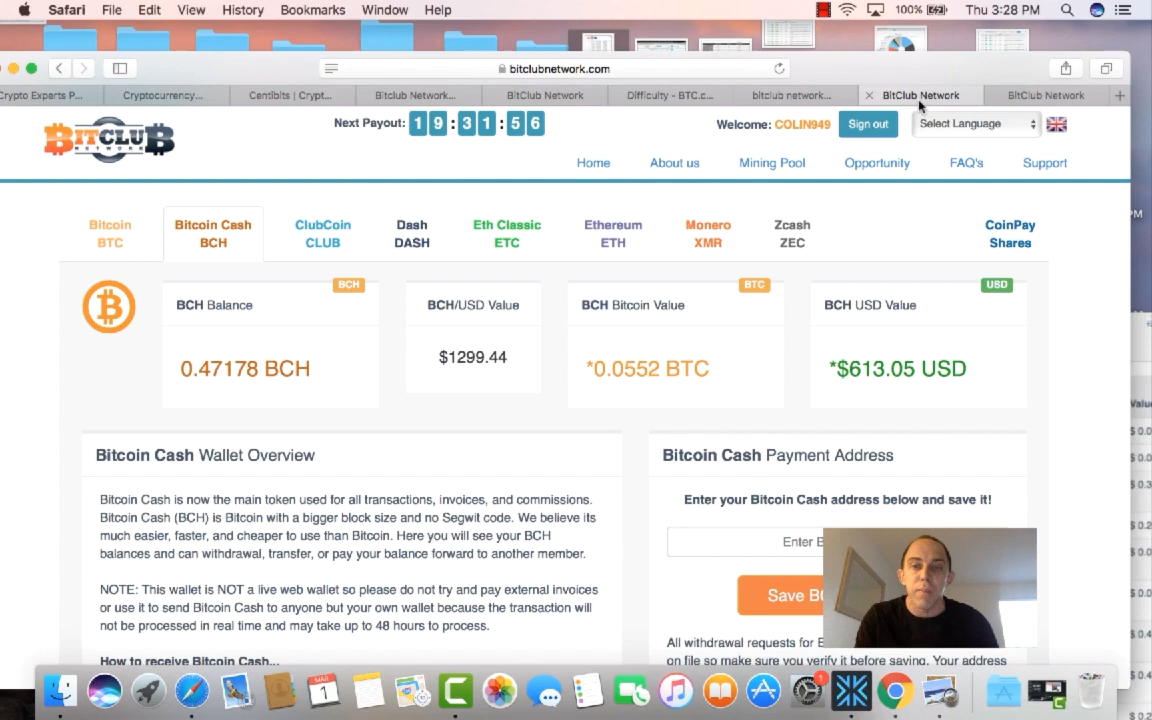 Safari File Edit View History Bookmarks Window Help 100% Thu 3:28 PM
bitclubnetwork.com
Crypto Experts P... Cryptocurrency... Centibits | Crypt... Bitclub Network... BitClub Network Difficulty - BTC.c... bitclub network... BitClub Network BitClub Network
BITCLUB
NETWORK
Next Payout: 19:31:56
Welcome: COLIN949 Sign out Select Language
Home About us Mining Pool Opportunity FAQ's Support
Bitcoin Bitcoin Cash ClubCoin Dash Eth Classic Ethereum Monero Zcash CoinPay
BTC BCH CLUB DASH ETC ETH XMR ZEC Shares
BCH BTC USD
BCH Balance BCH/USD Value BCH Bitcoin Value BCH USD Value
0.47178 BCH $1299.44 *0.0552 BTC *$613.05 USD
Bitcoin Cash Wallet Overview
Bitcoin Cash is now the main token used for all transactions, invoices, and commissions.
Bitcoin Cash (BCH) is Bitcoin with a bigger block size and no Segwit code. We believe its
much easier, faster, and cheaper to use than Bitcoin. Here you will see your BCH
balances and can withdrawal, transfer, or pay your balance forward to another member.
NOTE: This wallet is NOT a live web wallet so please do not try and pay external invoices
or use it to send Bitcoin Cash to anyone but your own wallet because the transaction will
not be processed in real time and may take up to 48 hours to process.
How to receive Bitcoin Cash...
Bitcoin Cash Payment Address
Enter your Bitcoin Cash address below and save it!
Enter B
Save BC
All withdrawal requests for B
on file so make sure you verify it before saving. Your address
MAR
1